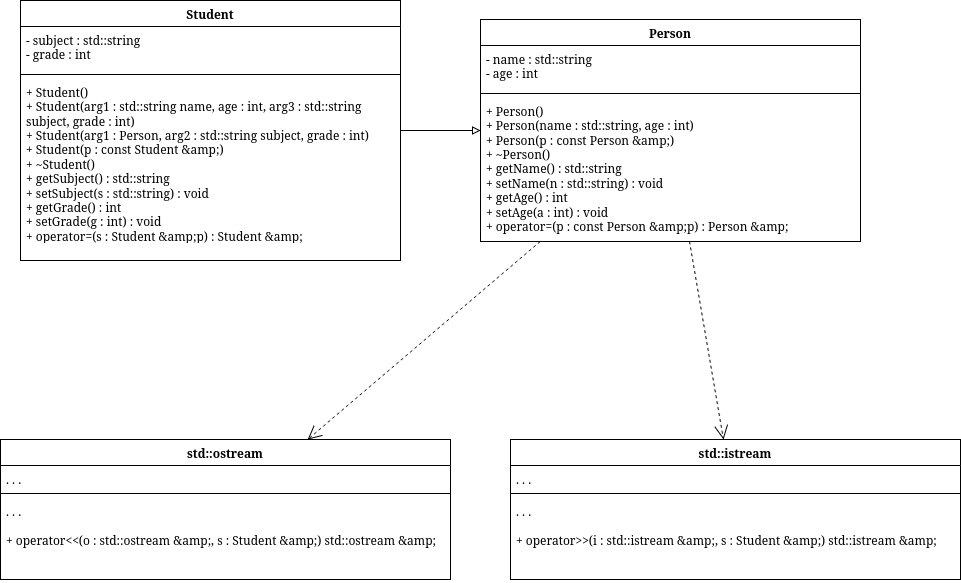 Student
- subject : std::string
- grade : int
+ Student()
+ Student(arg1 : std::string name, age : int, arg3 : std::string
subject, grade : int)
+ Student(arg1 : Person, arg2 : std::string subject, grade : int)
+ Student(p : const Student &amp;)
+ ~Student()
+ getSubject() : std::string
+ setSubject(s : std::string) : void
+ getGrade() : int
+ setGrade(g : int) : void
+ operator=(s : Student &amp;p) : Student &amp;
Person
- name : std::string
- age : int
+ Person()
+ Person(name : std::string, age : int)
+ Person(p : const Person &amp;)
+ ~Person()
+ getName() : std::string
+ setName(n : std::string) : void
+ getAge() : int
+ setAge(a : int) : void
+ operator=(p : const Person &amp;p) : Person &amp;
std::ostream
. . .
. . .
+ operator<<(o : std::ostream &amp;, s : Student &amp;) std::ostream &amp;
std::istream
. . .
. . .
+ operator>>(i : std::istream &amp;, s : Student &amp;) std::istream &amp;